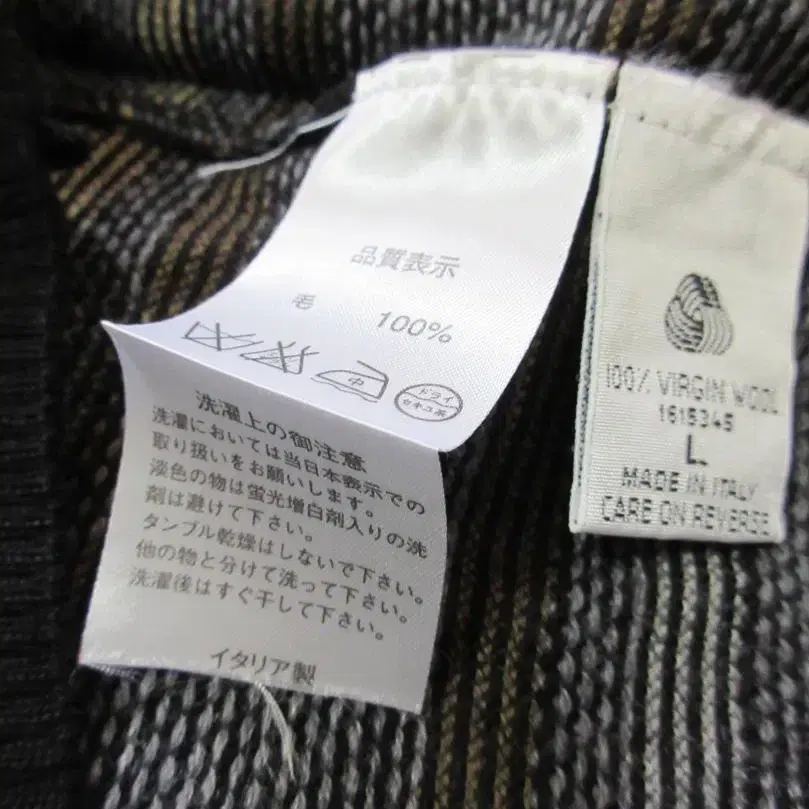 品質表示
毛 100%
中
ドライ
セキユ系
洗濯上の御注意
洗濯においては当日本表示での
取り扱いをお願いします。
淡色の物は蛍光増白剤入りの洗
剤は避けて下さい。
タンブル乾燥はしないで下さい。
他の物と分けて洗って下さい。
洗濯後はすぐ干して下さい。
イタリア製
100% VIRGIN WOOL
1615345
L
MADE IN ITALY
CARE ON REVERSE